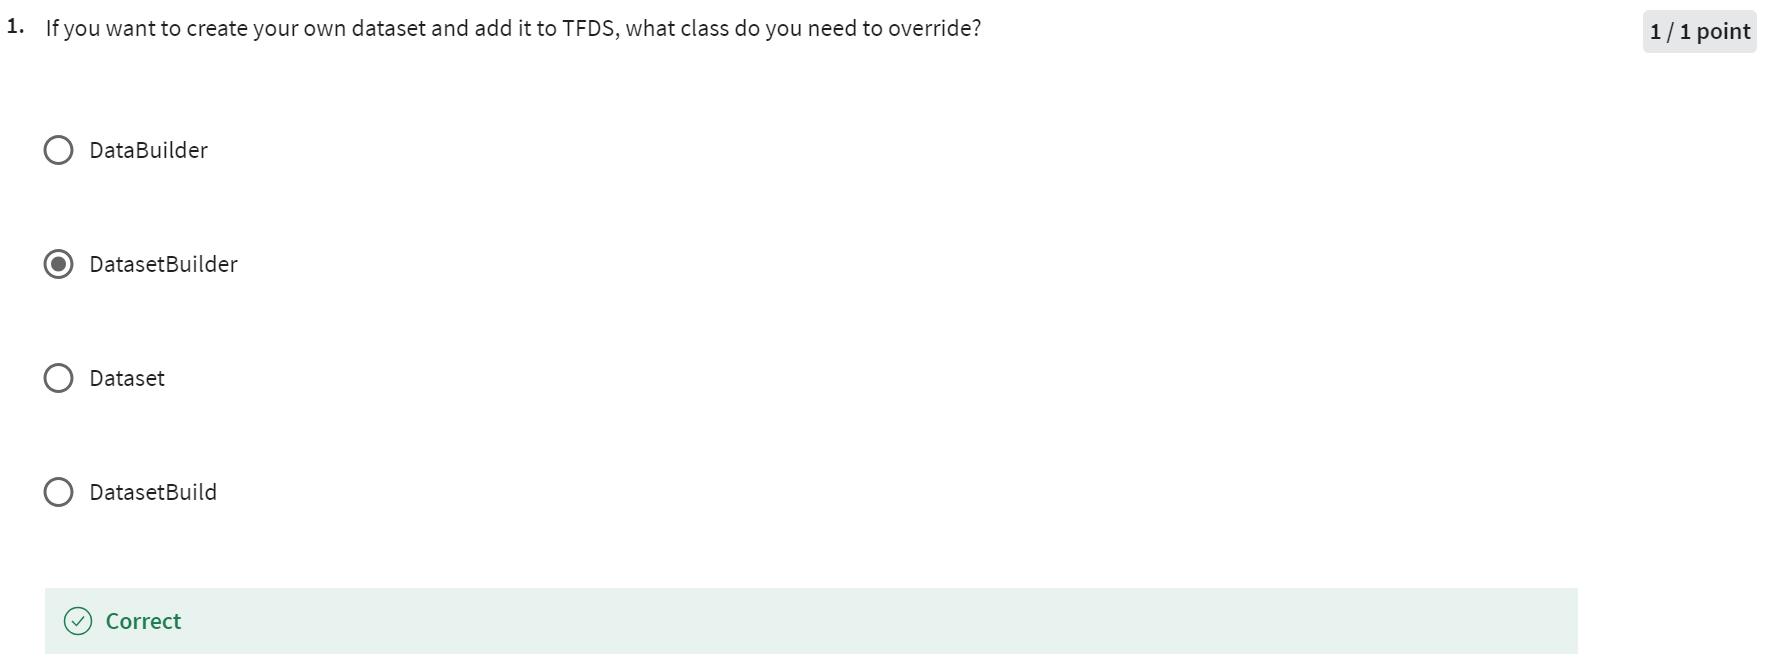 1. If you want to create your own dataset and add it to TFDS, what class do you need to override?
1 / 1 point
DataBuilder
DatasetBuilder
Dataset
DatasetBuild
Correct